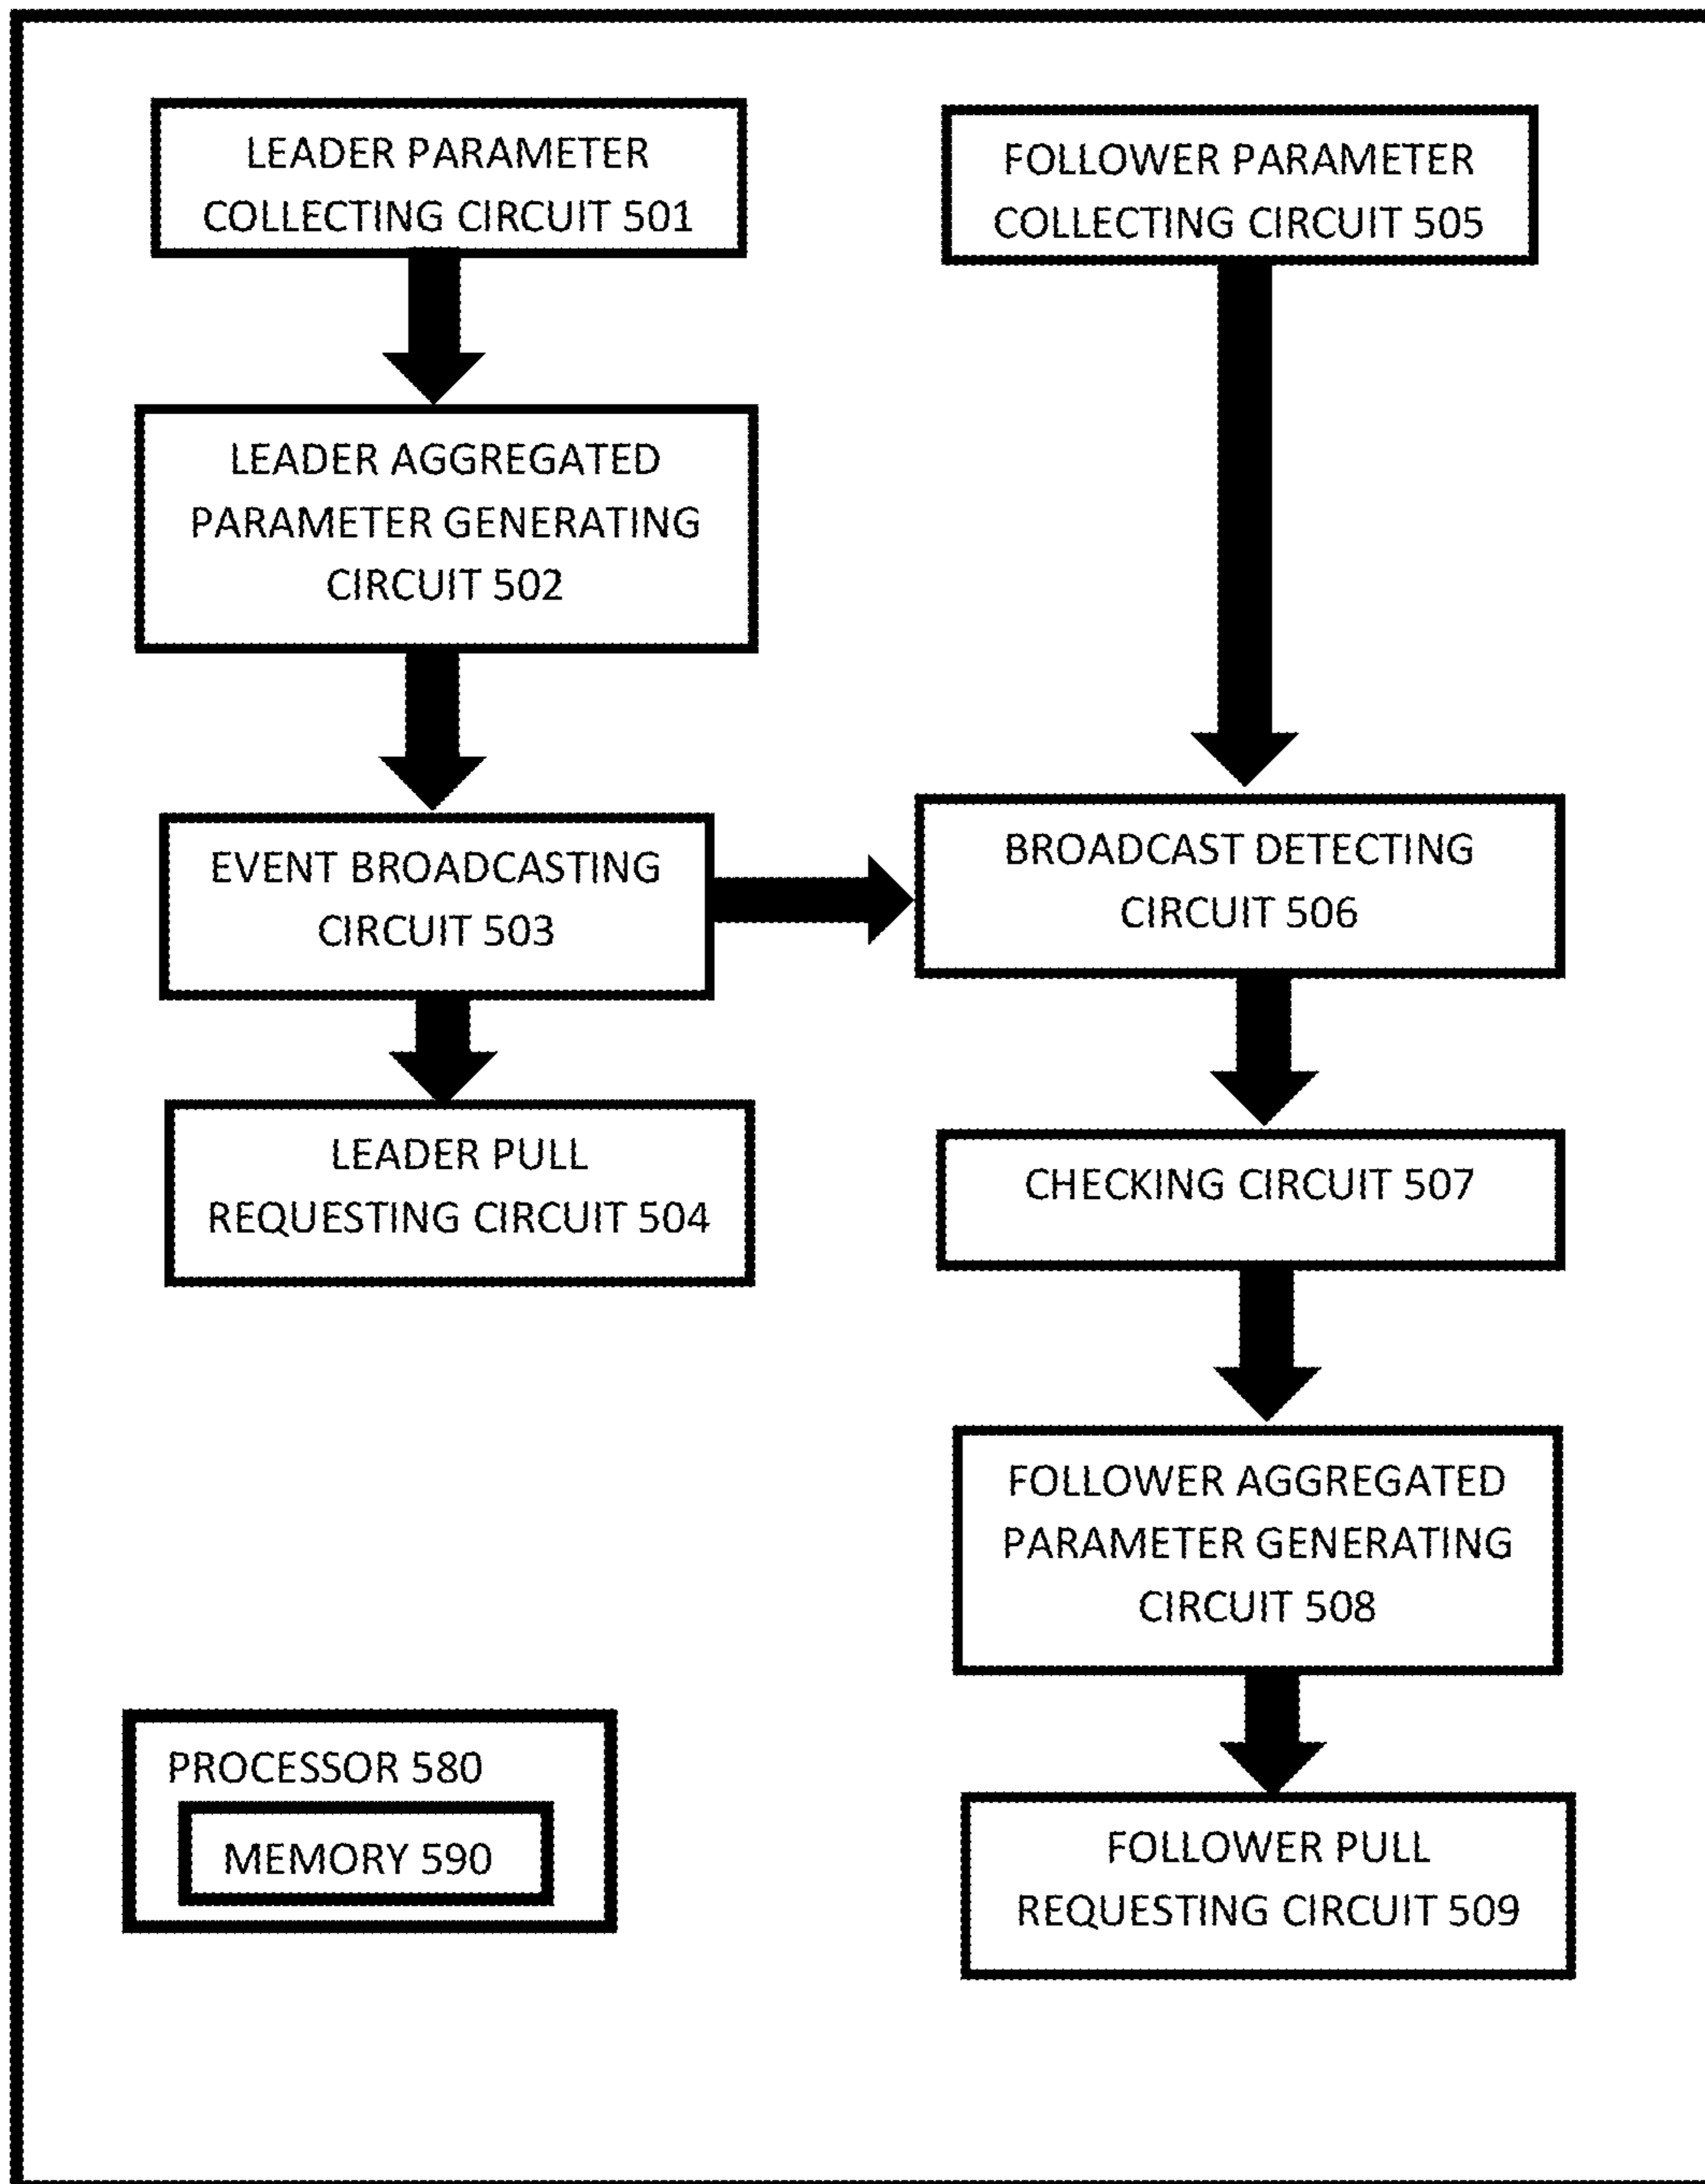 LEADER PARAMETER
COLLECTING CIRCUIT 501
LEADER AGGREGATED
PARAMETER GENERATING
CIRCUIT 502
EVENT BROADCASTING
CIRCUIT 503
LEADER PULL
REQUESTING CIRCUIT 504
FOLLOWER PARAMETER
COLLECTING CIRCUIT 505
BROADCAST DETECTING
CIRCUIT 506
CHECKING CIRCUIT 507
FOLLOWER AGGREGATED
PARAMETER GENERATING
CIRCUIT 508
FOLLOWER PULL
REQUESTING CIRCUIT 509
PROCESSOR 580
MEMORY 590